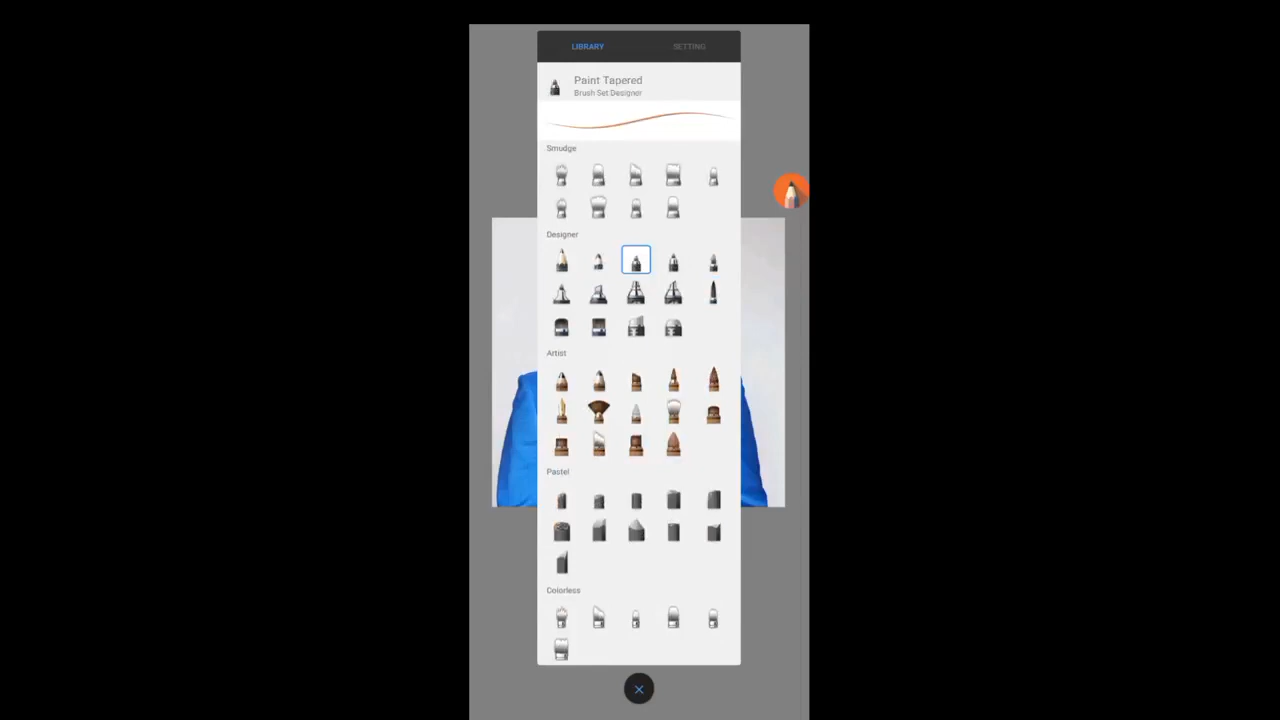 LIBRARY SETTING
Paint Tapered
Brush Set Designer
Smudge
Designer
Artist
Pastel
Colorless